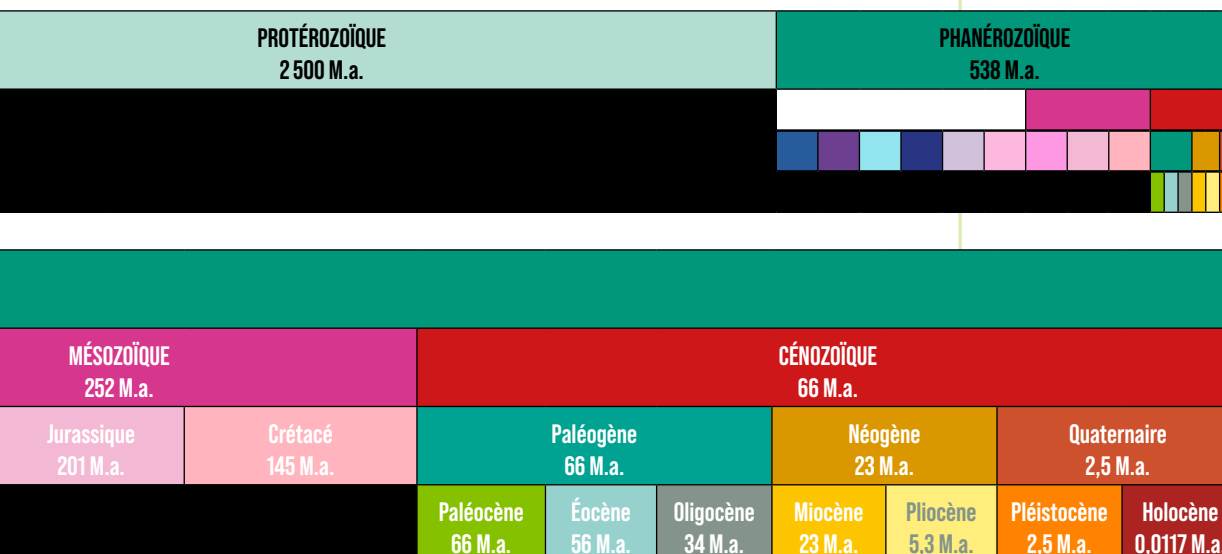 PROTÉROZOÏQUE
2 500 M.a.
PHANÉROZOÏQUE
538 M.a.
MÉSOZOÏQUE
252 M.a.
CÉNOZOÏQUE
66 M.a.
Jurassique
201 M.a.
Crétacé
145 M.a.
Paléogène
66 M.a.
Néogène
23 M.a.
Quaternaire
2,5 M.a.
Paléocène
66 M.a.
Éocène
56 M.a.
Oligocène
34 M.a.
Miocène
23 M.a.
Pliocène
5,3 M.a.
Pléistocène
2,5 M.a.
Holocène
0,0117 M.a